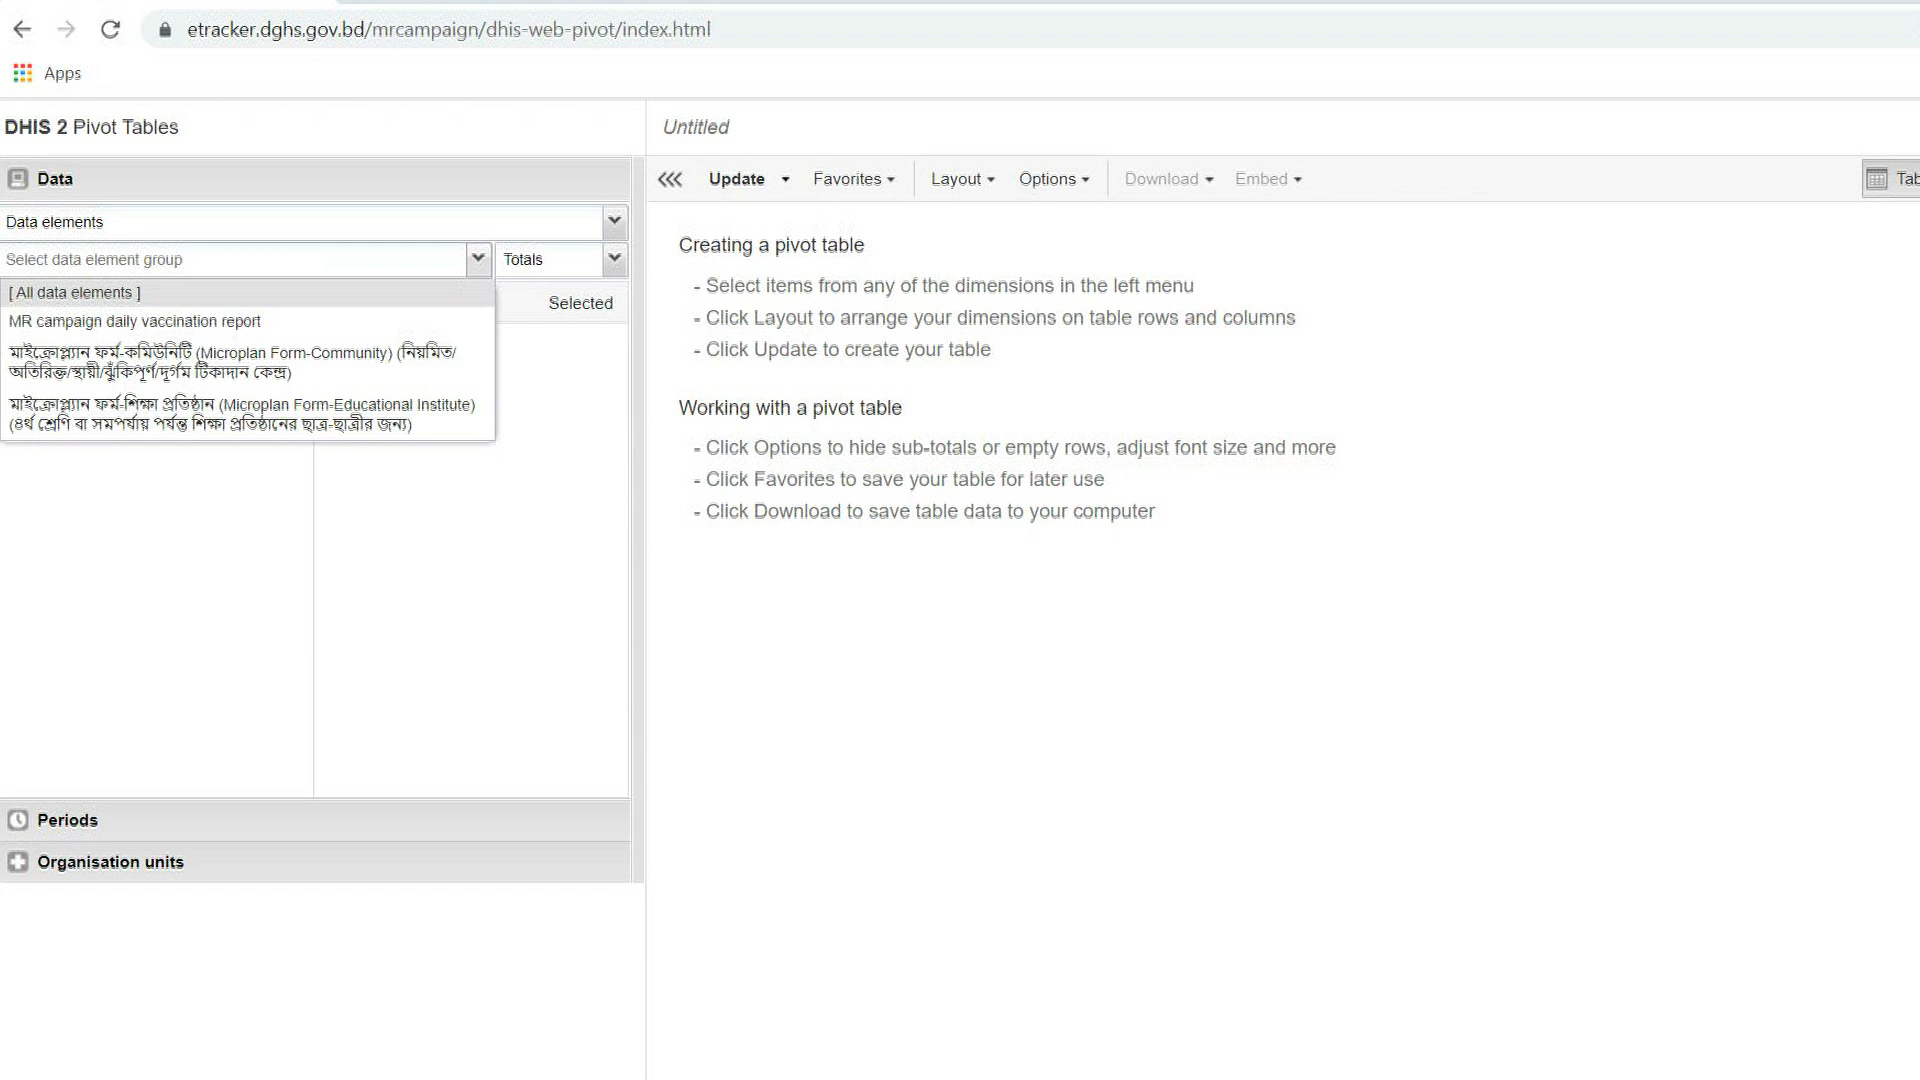 etracker.dghs.gov.bd/mrcampaign/dhis-web-pivot/index.html
Apps
DHIS 2 Pivot Tables
Untitled
Data
Update
Favorites
Layout
Options
Download
Embed
Tab
Data elements
Select data element group
Totals
[ All data elements ]
Selected
MR campaign daily vaccination report
মাইক্রোপ্ল্যান ফর্ম-কমিউনিটি (Microplan Form-Community) (নিয়মিত/
অতিরিক্ত/স্থায়ী/ঝুঁকিপূর্ণ/দূর্গম টিকাদান কেন্দ্র)
মাইক্রোপ্ল্যান ফর্ম-শিক্ষা প্রতিষ্ঠান (Microplan Form-Educational Institute)
(৪র্থ শ্রেণি বা সমপর্যায় পর্যন্ত শিক্ষা প্রতিষ্ঠানের ছাত্র-ছাত্রীর জন্য)
Creating a pivot table
- Select items from any of the dimensions in the left menu
- Click Layout to arrange your dimensions on table rows and columns
- Click Update to create your table
Working with a pivot table
- Click Options to hide sub-totals or empty rows, adjust font size and more
- Click Favorites to save your table for later use
- Click Download to save table data to your computer
Periods
Organisation units